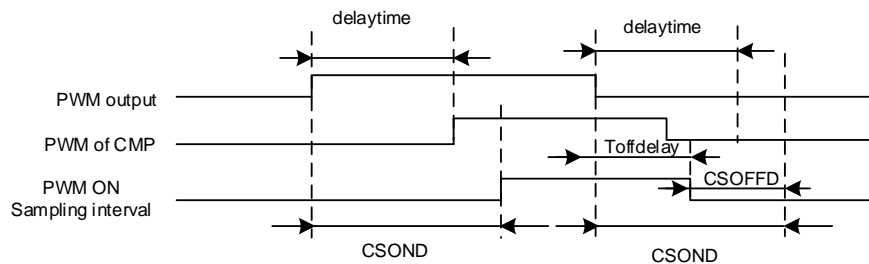 delaytime
delaytime
PWM output
PWM of CMP
Toffdelay
PWM ON
Sampling interval
CSOFFD
CSOND
CSOND